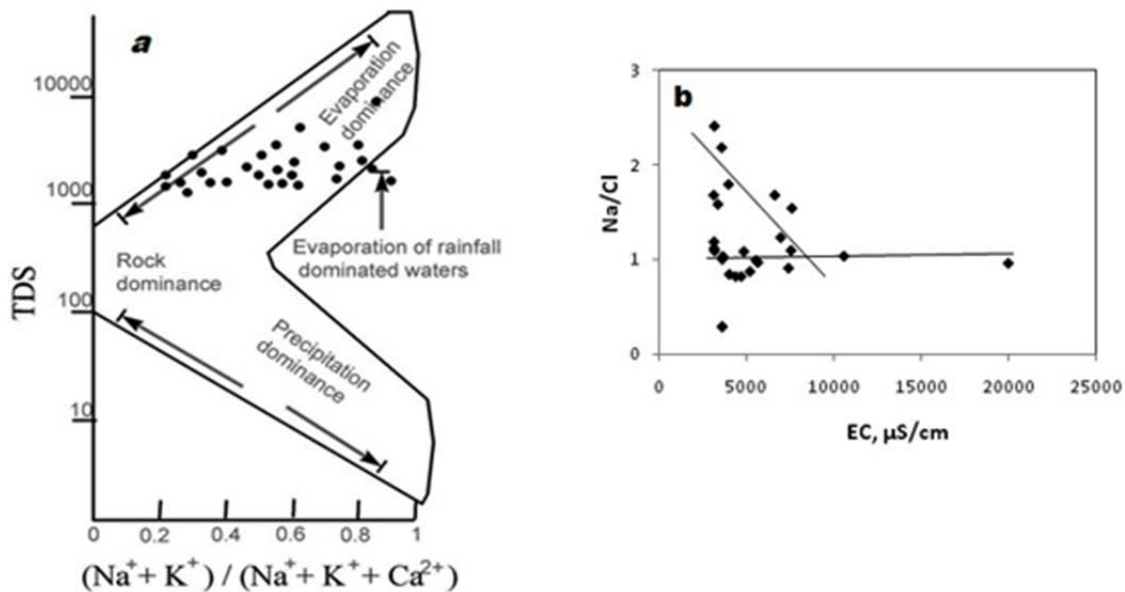 a
TDS
10000
1000
100
10
Evaporation
dominance
Rock
dominance
Evaporation of rainfall
dominated waters
Precipitation
dominance
0 0.2 0.4 0.6 0.8 1
(Na⁺+ K⁺) / (Na⁺+ K⁺+ Ca²⁺)
b
Na/Cl
3
2
1
0
0 5000 10000 15000 20000 25000
EC, µS/cm